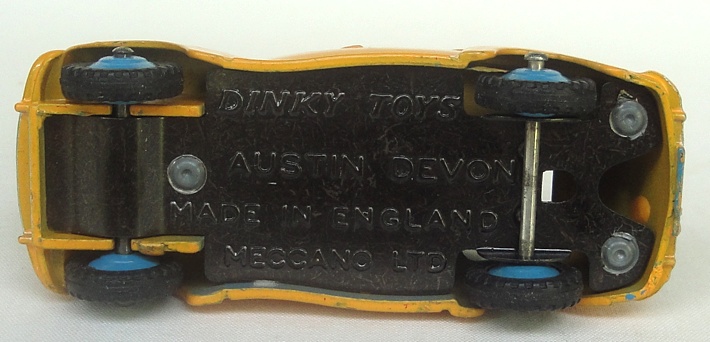 DINKY TOYS
AUSTIN DEVON
MADE IN ENGLAND
MECCANO LTD